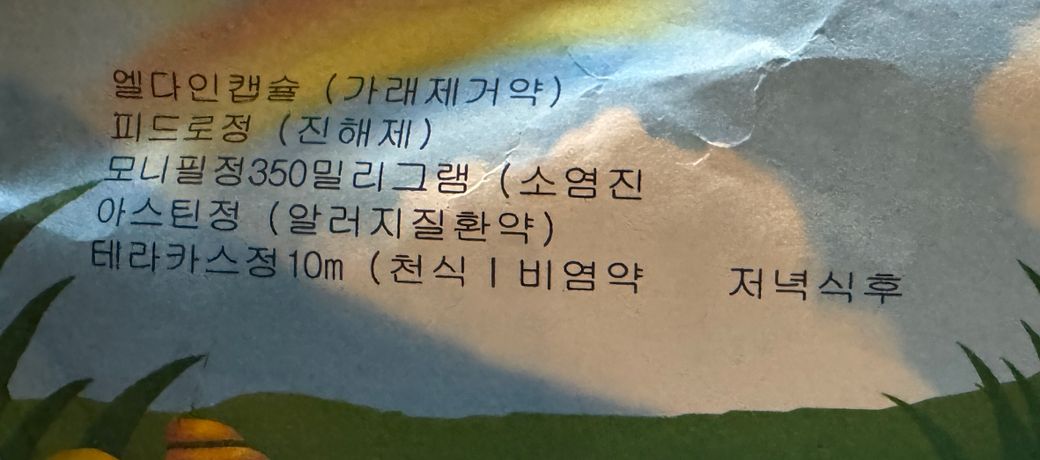 엘다인캡슐 (가래제거약)
피드로정 (진해제)
모니필정350밀리그램 (소염진
아스틴정 (알러지질환약)
테라카스정10m (천식ㅣ비염약 저녁식후